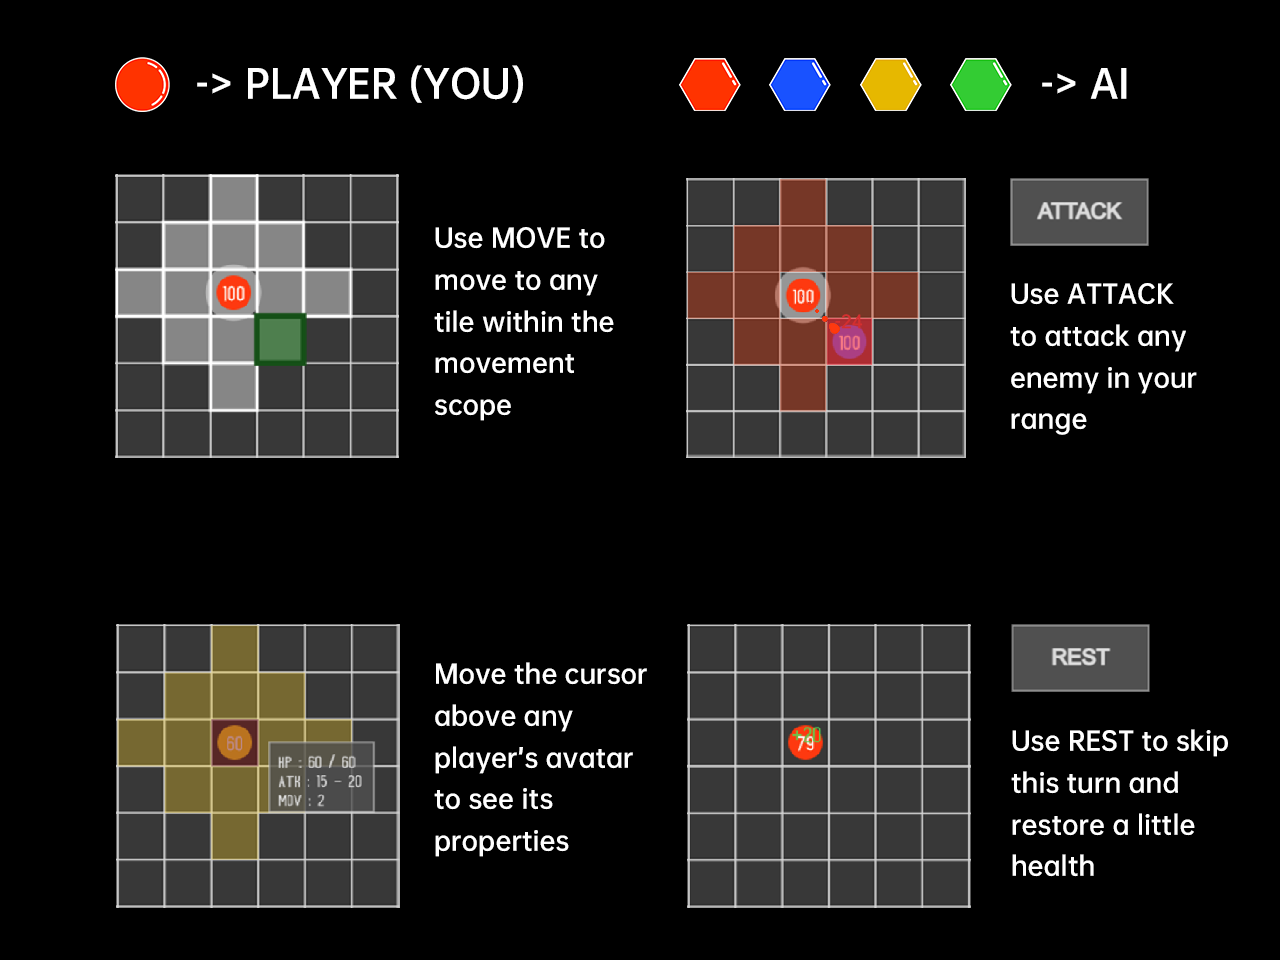 -> PLAYER (YOU)
-> AI
100
Use MOVE to
move to any
tile within the
movement
scope
100
-24
100
ATTACK
Use ATTACK
to attack any
enemy in your
range
60
HP : 60 / 60
ATK : 15 - 20
MOV : 2
Move the cursor
above any
player's avatar
to see its
properties
+20
79
REST
Use REST to skip
this turn and
restore a little
health